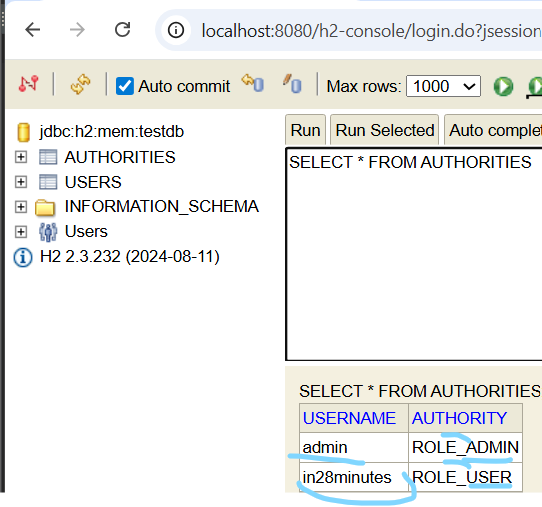 localhost:8080/h2-console/login.do?jsession
Auto commit Max rows: 1000
jdbc:h2:mem:testdb
AUTHORITIES
USERS
INFORMATION_SCHEMA
Users
H2 2.3.232 (2024-08-11)
Run Run Selected Auto complet
SELECT * FROM AUTHORITIES
SELECT * FROM AUTHORITIES
USERNAME AUTHORITY
admin ROLE_ADMIN
in28minutes ROLE_USER